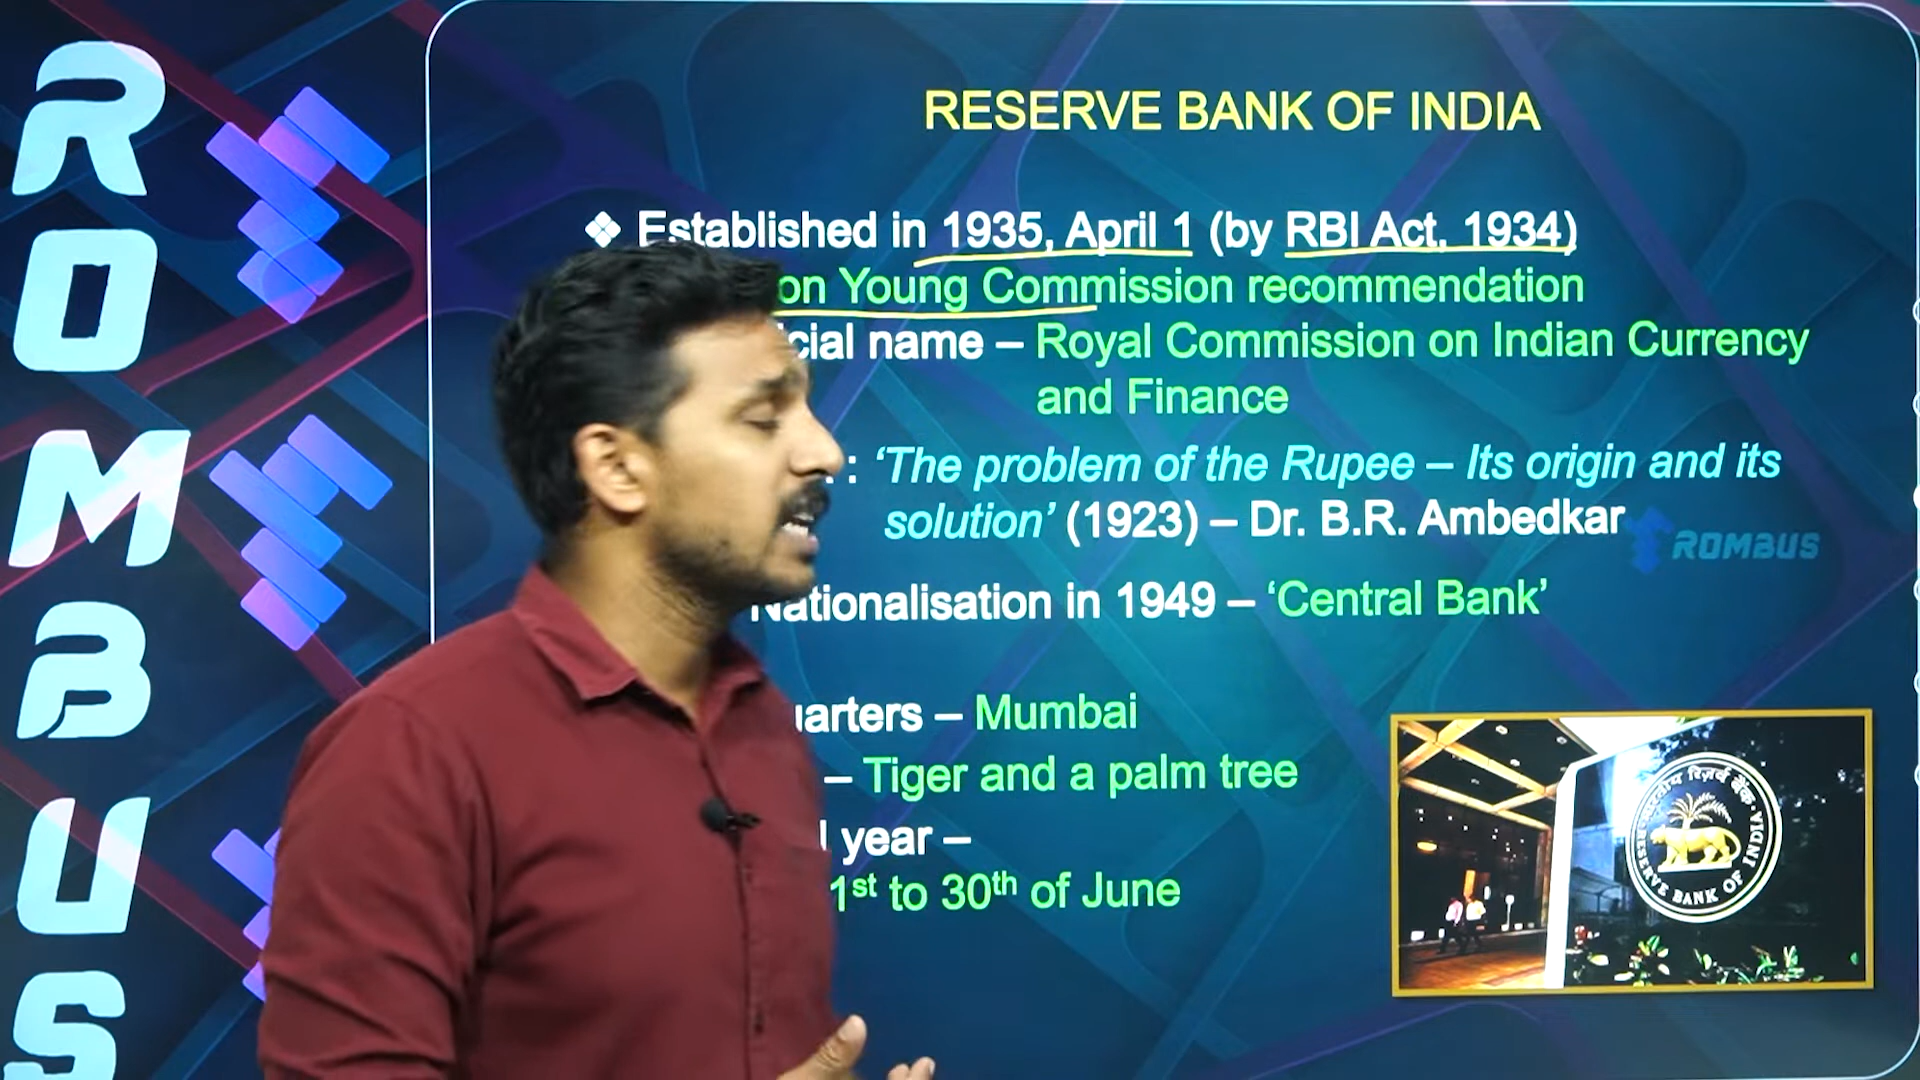 ROMBUS
RESERVE BANK OF INDIA
❖ Established in 1935, April 1 (by RBI Act, 1934)
on Young Commission recommendation
cial name – Royal Commission on Indian Currency
and Finance
: ‘The problem of the Rupee – Its origin and its
solution’ (1923) – Dr. B.R. Ambedkar
ROMBUS
Nationalisation in 1949 – ‘Central Bank’
uarters – Mumbai
– Tiger and a palm tree
l year –
1st to 30th of June
भारतीय रिज़र्व बैंक
RESERVE BANK OF INDIA